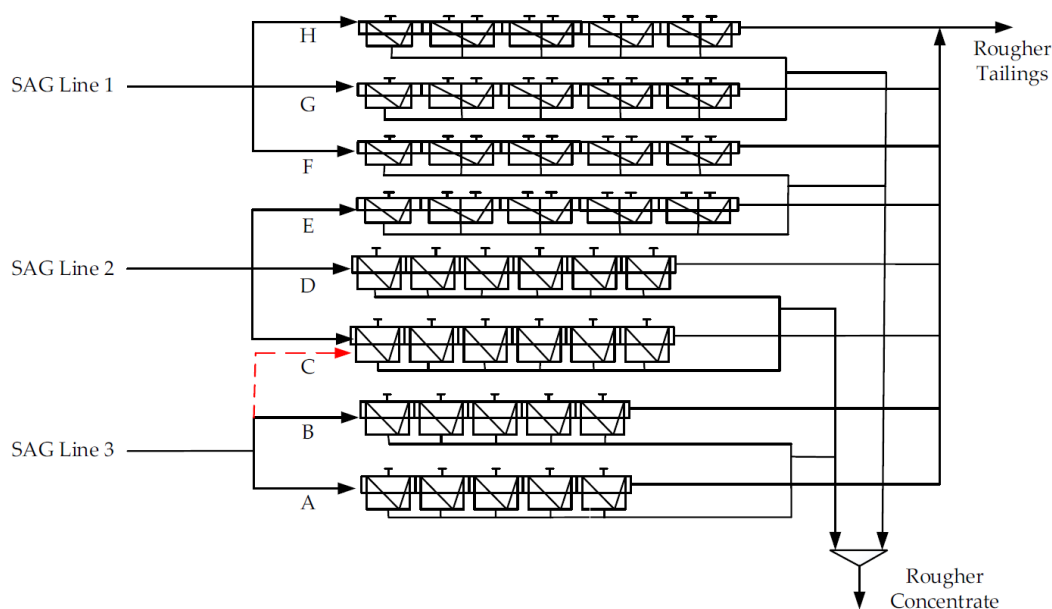 H
Rougher
Tailings
SAG Line 1
G
F
E
SAG Line 2
D
C
B
SAG Line 3
A
Rougher
Concentrate